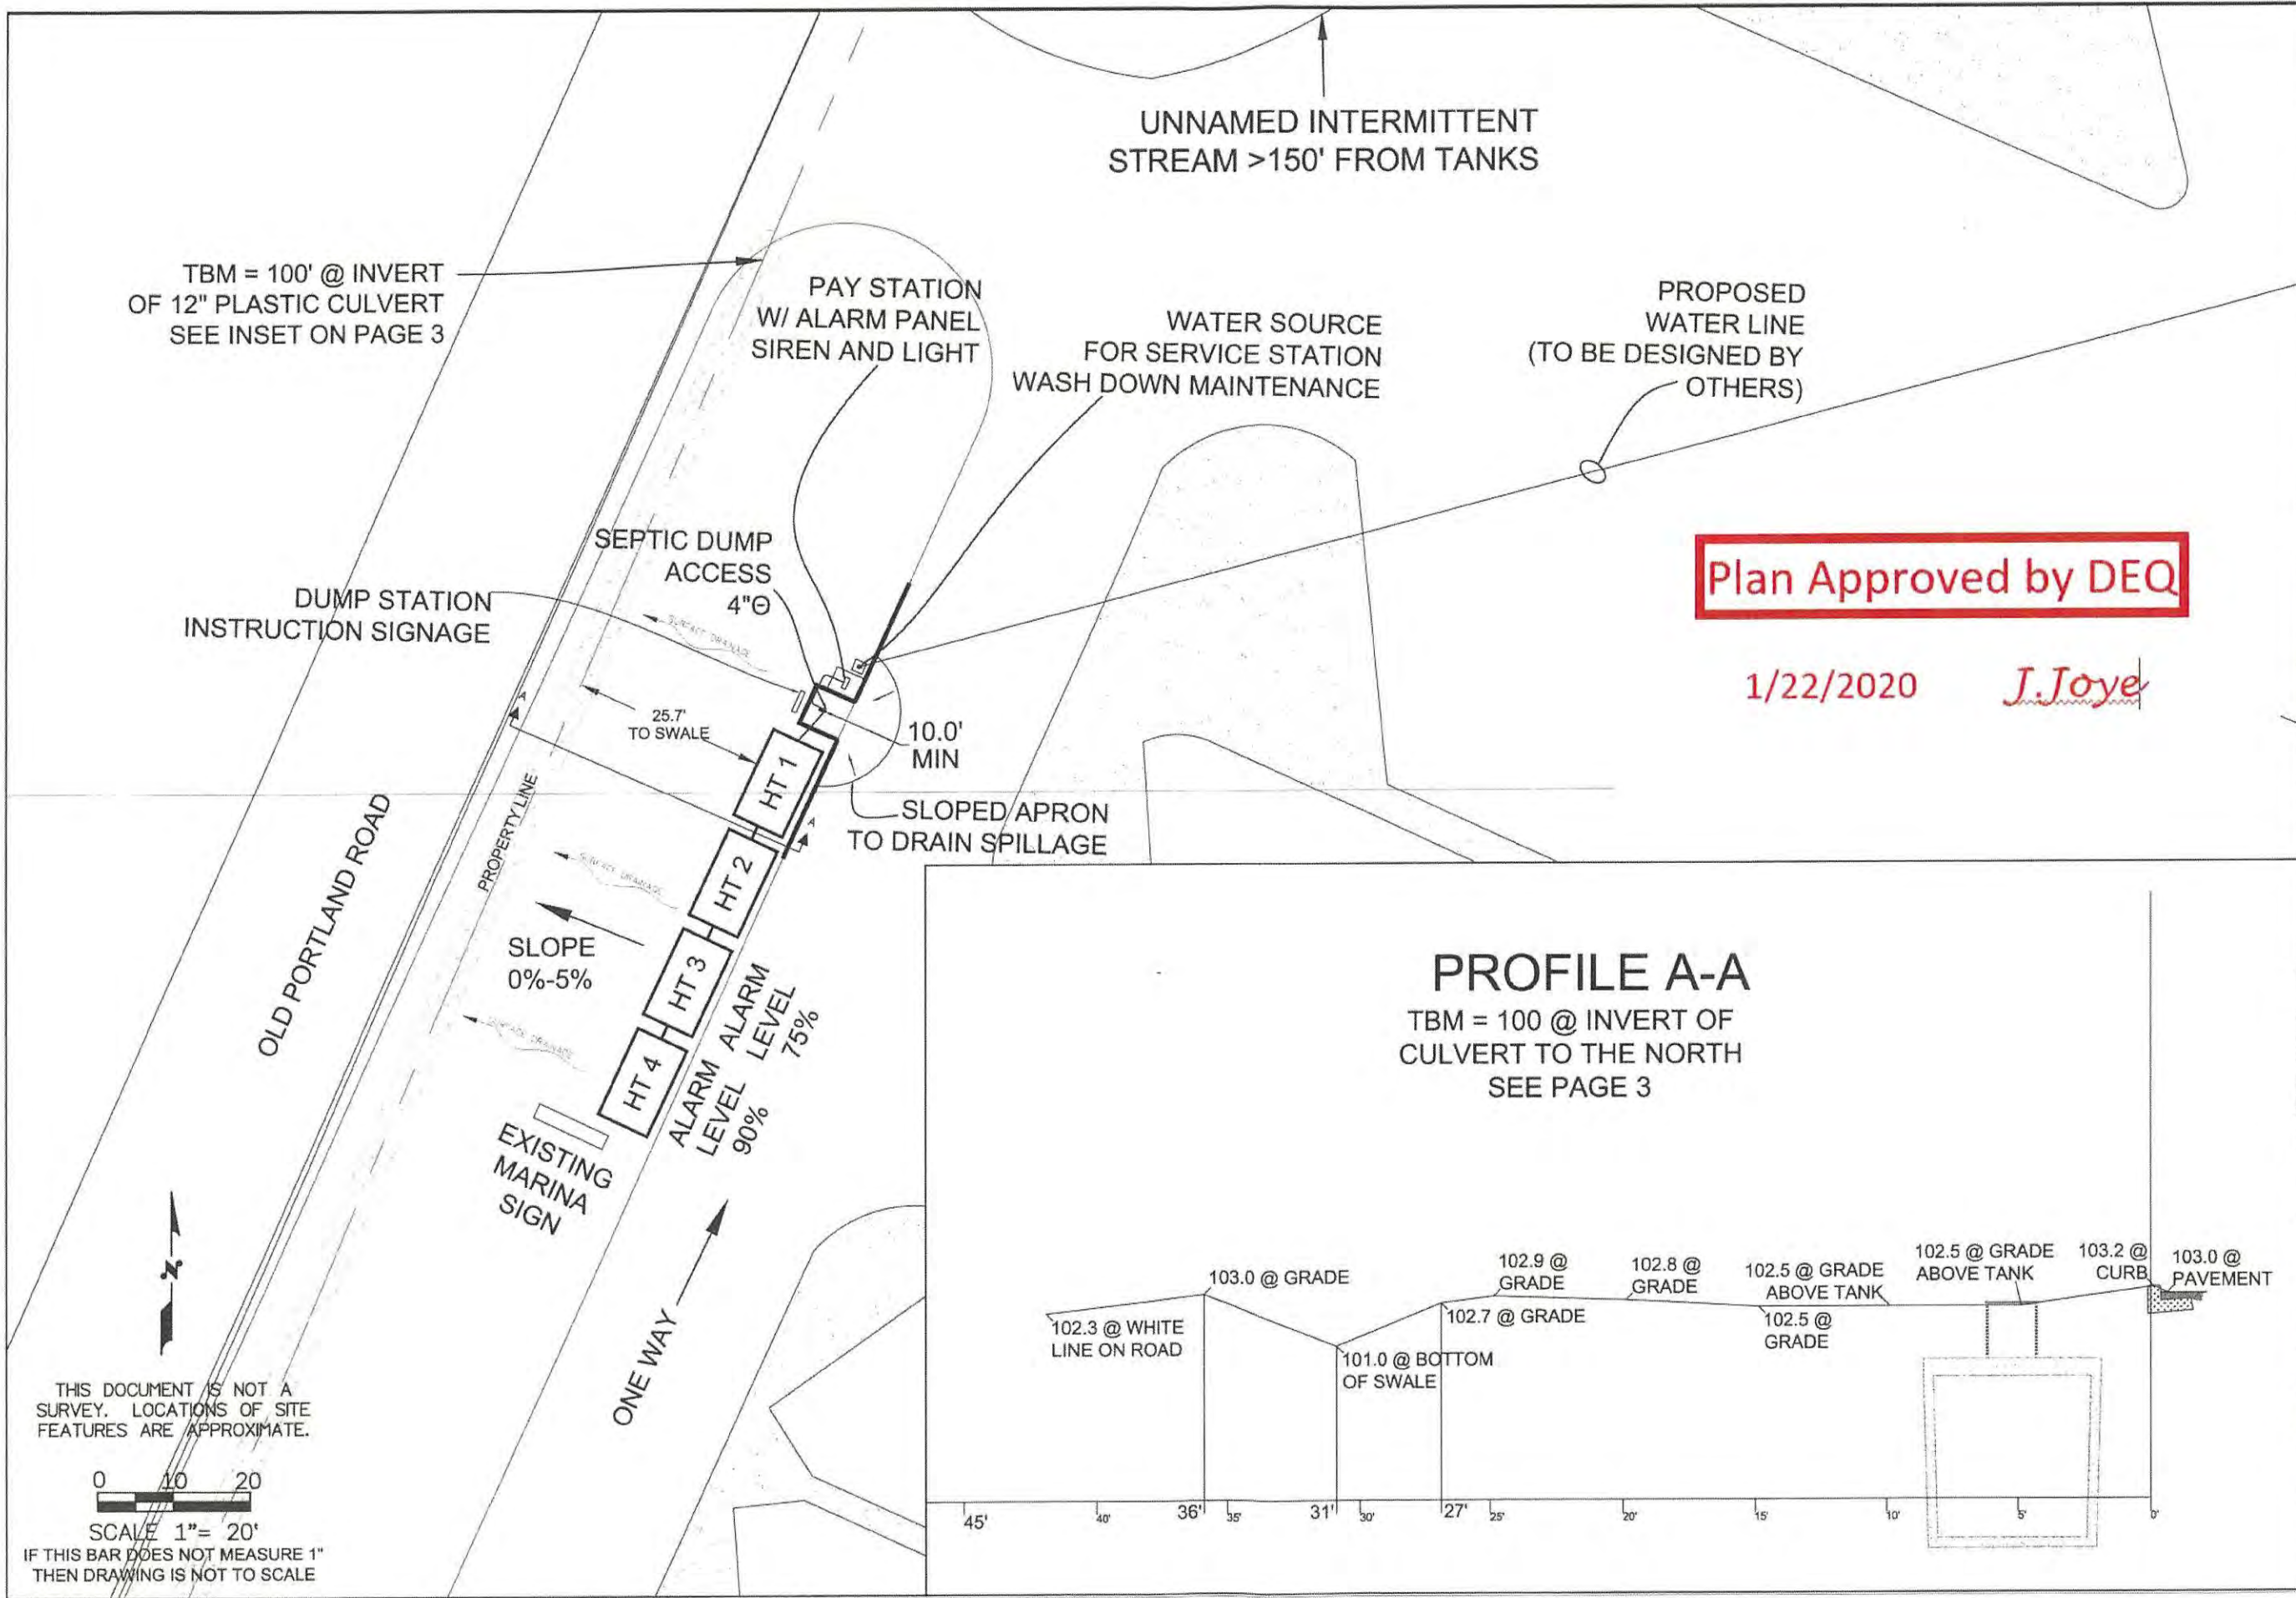 UNNAMED INTERMITTENT
STREAM >150' FROM TANKS
TBM = 100' @ INVERT
OF 12" PLASTIC CULVERT
SEE INSET ON PAGE 3
PAY STATION
W/ ALARM PANEL
SIREN AND LIGHT
WATER SOURCE
FOR SERVICE STATION
WASH DOWN MAINTENANCE
PROPOSED
WATER LINE
(TO BE DESIGNED BY
OTHERS)
SEPTIC DUMP
ACCESS
4"Θ
DUMP STATION
INSTRUCTION SIGNAGE
SURFACE DRAINAGE
Plan Approved by DEQ
1/22/2020 J.Joye
A
25.7'
TO SWALE
10.0'
MIN
HT 1
SLOPED APRON
TO DRAIN SPILLAGE
A
PROPERTY LINE
OLD PORTLAND ROAD
SURFACE DRAINAGE
HT 2
SLOPE
0%-5%
HT 3
ALARM
LEVEL
75%
SURFACE DRAINAGE
HT 4
ALARM
LEVEL
90%
EXISTING
MARINA
SIGN
ONE WAY
N
THIS DOCUMENT IS NOT A
SURVEY. LOCATIONS OF SITE
FEATURES ARE APPROXIMATE.
0 10 20
SCALE 1"= 20'
IF THIS BAR DOES NOT MEASURE 1"
THEN DRAWING IS NOT TO SCALE
PROFILE A-A
TBM = 100 @ INVERT OF
CULVERT TO THE NORTH
SEE PAGE 3
102.3 @ WHITE
LINE ON ROAD
103.0 @ GRADE
101.0 @ BOTTOM
OF SWALE
102.7 @ GRADE
102.9 @
GRADE
102.8 @
GRADE
102.5 @
GRADE
102.5 @ GRADE
ABOVE TANK
102.5 @ GRADE
ABOVE TANK
103.2 @
CURB
103.0 @
PAVEMENT
45' 40' 36' 35' 31' 30' 27' 25' 20' 15' 10' 5' 0'